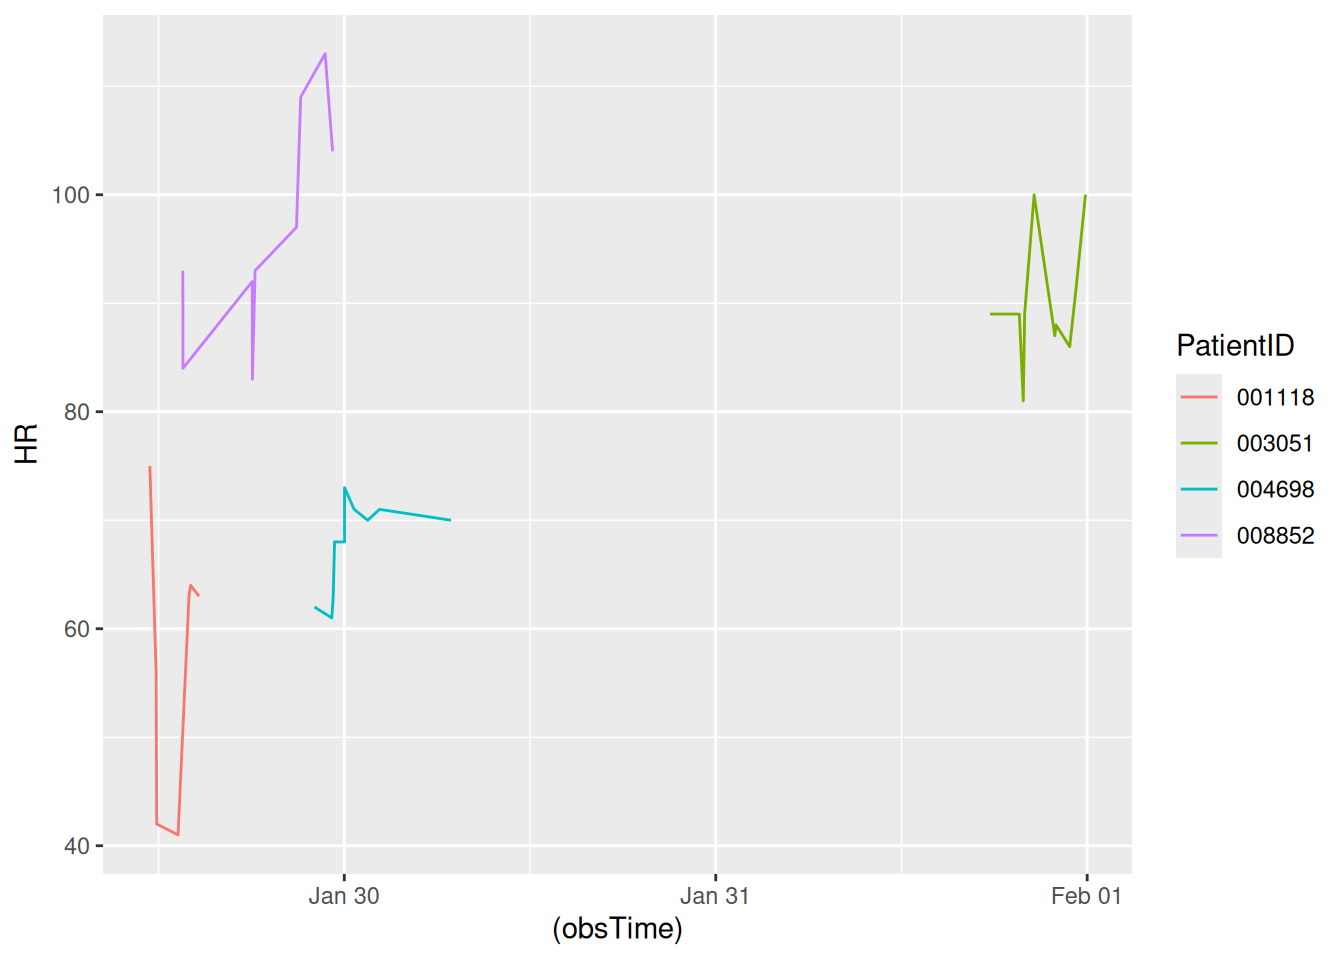 HR
100
80
60
40
Jan 30
Jan 31
Feb 01
(obsTime)
PatientID
001118
003051
004698
008852